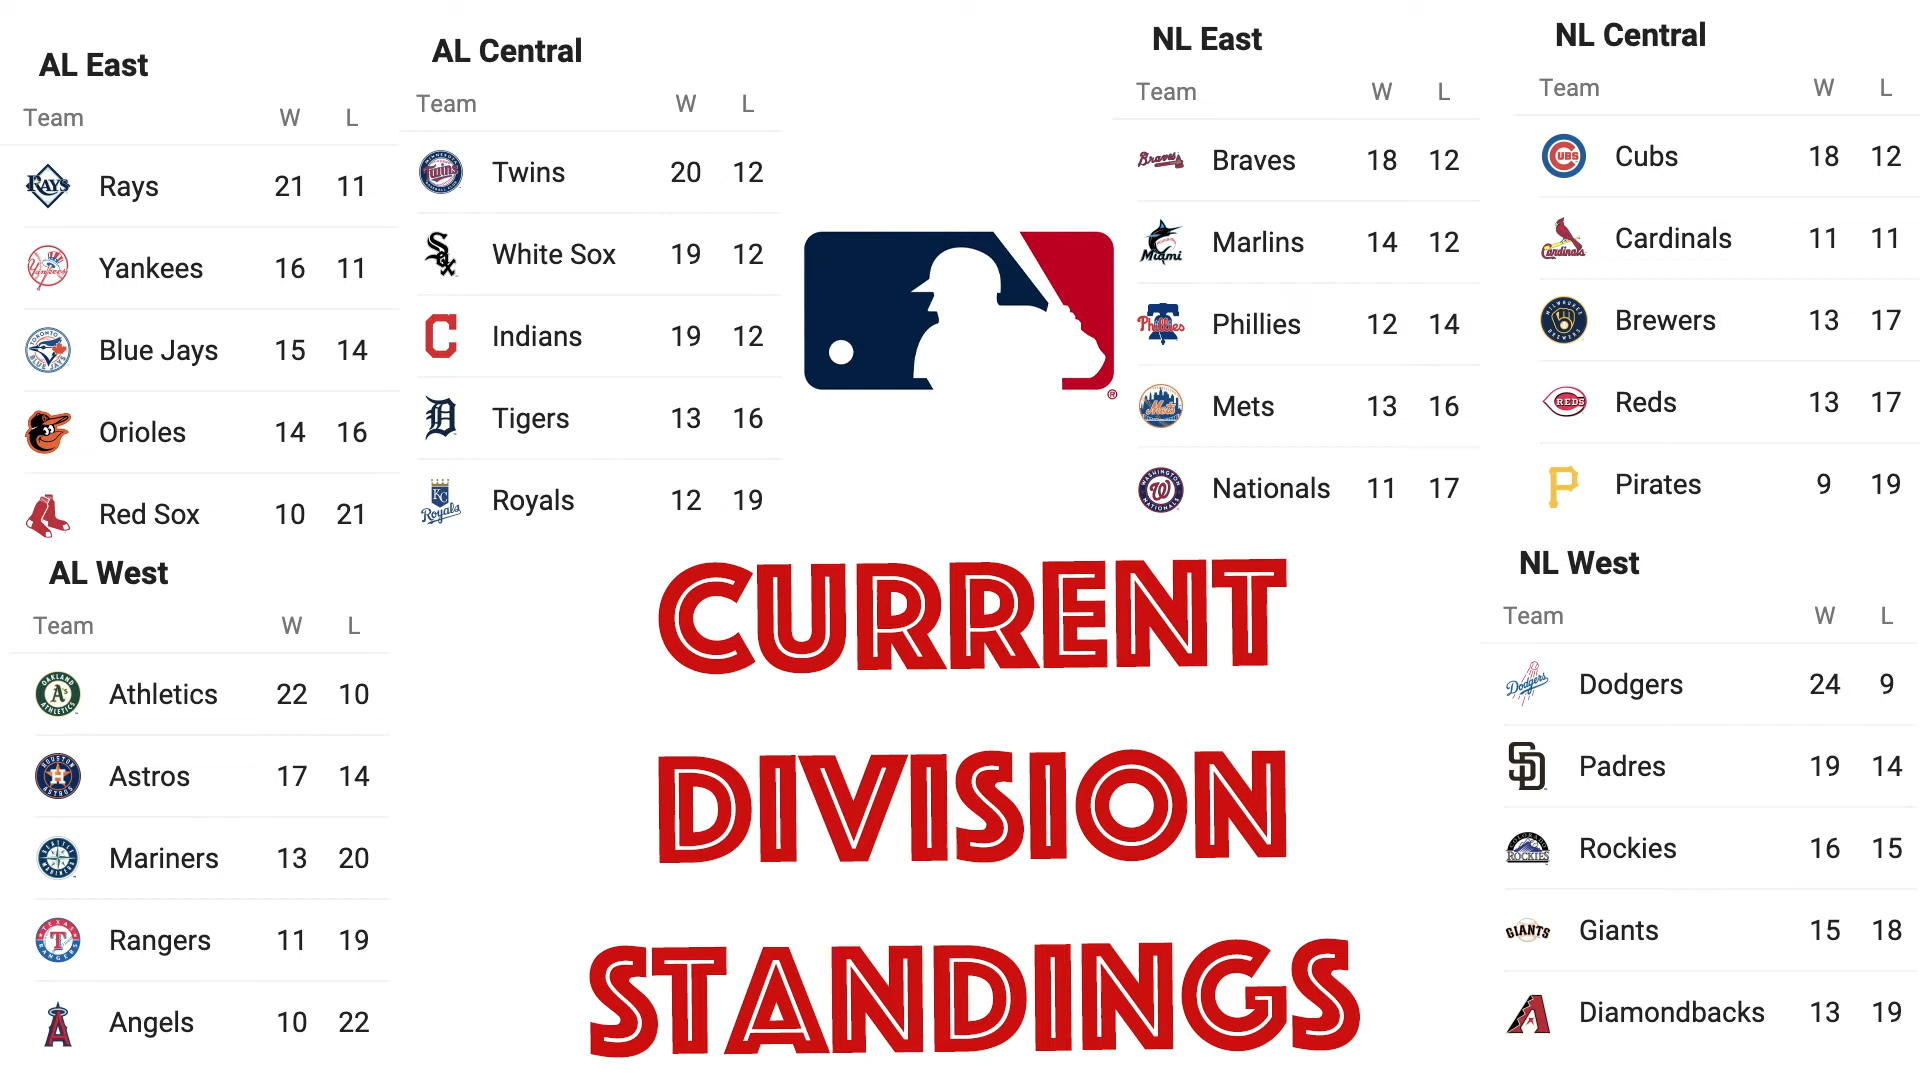 AL East
Team W L
Rays 21 11
Yankees 16 11
Blue Jays 15 14
Orioles 14 16
Red Sox 10 21
AL Central
Team W L
Twins 20 12
White Sox 19 12
Indians 19 12
Tigers 13 16
Royals 12 19
NL East
Team W L
Braves 18 12
Marlins 14 12
Phillies 12 14
Mets 13 16
Nationals 11 17
NL Central
Team W L
Cubs 18 12
Cardinals 11 11
Brewers 13 17
Reds 13 17
Pirates 9 19
AL West
Team W L
Athletics 22 10
Astros 17 14
Mariners 13 20
Rangers 11 19
Angels 10 22
CURRENT
DIVISION
STANDINGS
NL West
Team W L
Dodgers 24 9
Padres 19 14
Rockies 16 15
Giants 15 18
Diamondbacks 13 19